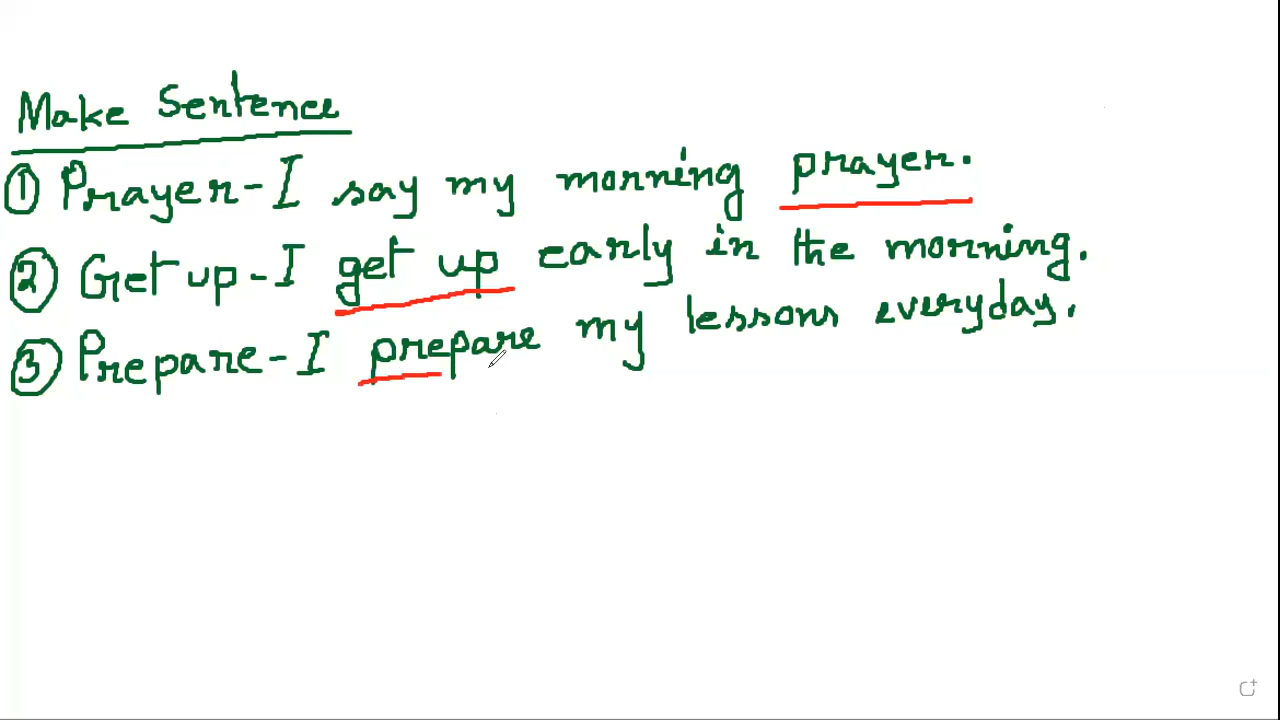 Make Sentence
① Prayer-I say my morning prayer.
② Get up-I get up early in the morning.
③ Prepare-I prepare my lessons everyday.